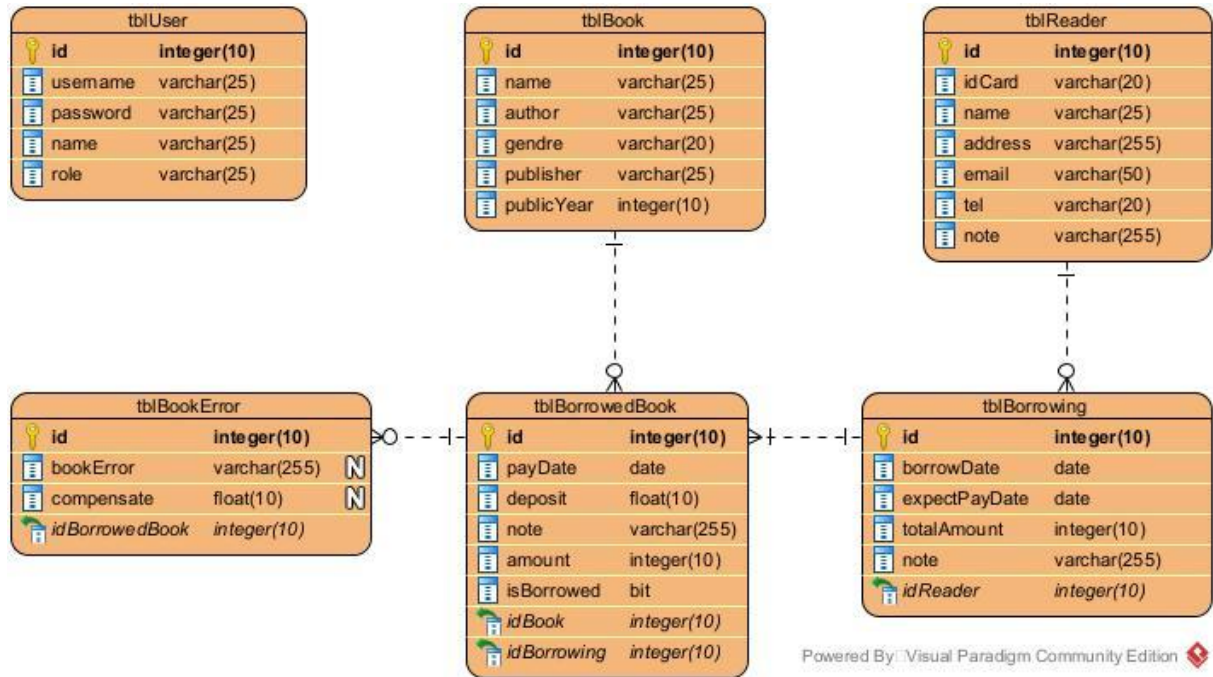 tblUser
id integer(10)
username varchar(25)
password varchar(25)
name varchar(25)
role varchar(25)
tblBook
id integer(10)
name varchar(25)
author varchar(25)
gendre varchar(20)
publisher varchar(25)
publicYear integer(10)
tblReader
id integer(10)
idCard varchar(20)
name varchar(25)
address varchar(255)
email varchar(50)
tel varchar(20)
note varchar(255)
tblBookError
id integer(10)
bookError varchar(255) N
compensate float(10) N
idBorrowedBook integer(10)
tblBorrowedBook
id integer(10)
payDate date
deposit float(10)
note varchar(255)
amount integer(10)
isBorrowed bit
idBook integer(10)
idBorrowing integer(10)
tblBorrowing
id integer(10)
borrowDate date
expectPayDate date
totalAmount integer(10)
note varchar(255)
idReader integer(10)
Powered By Visual Paradigm Community Edition